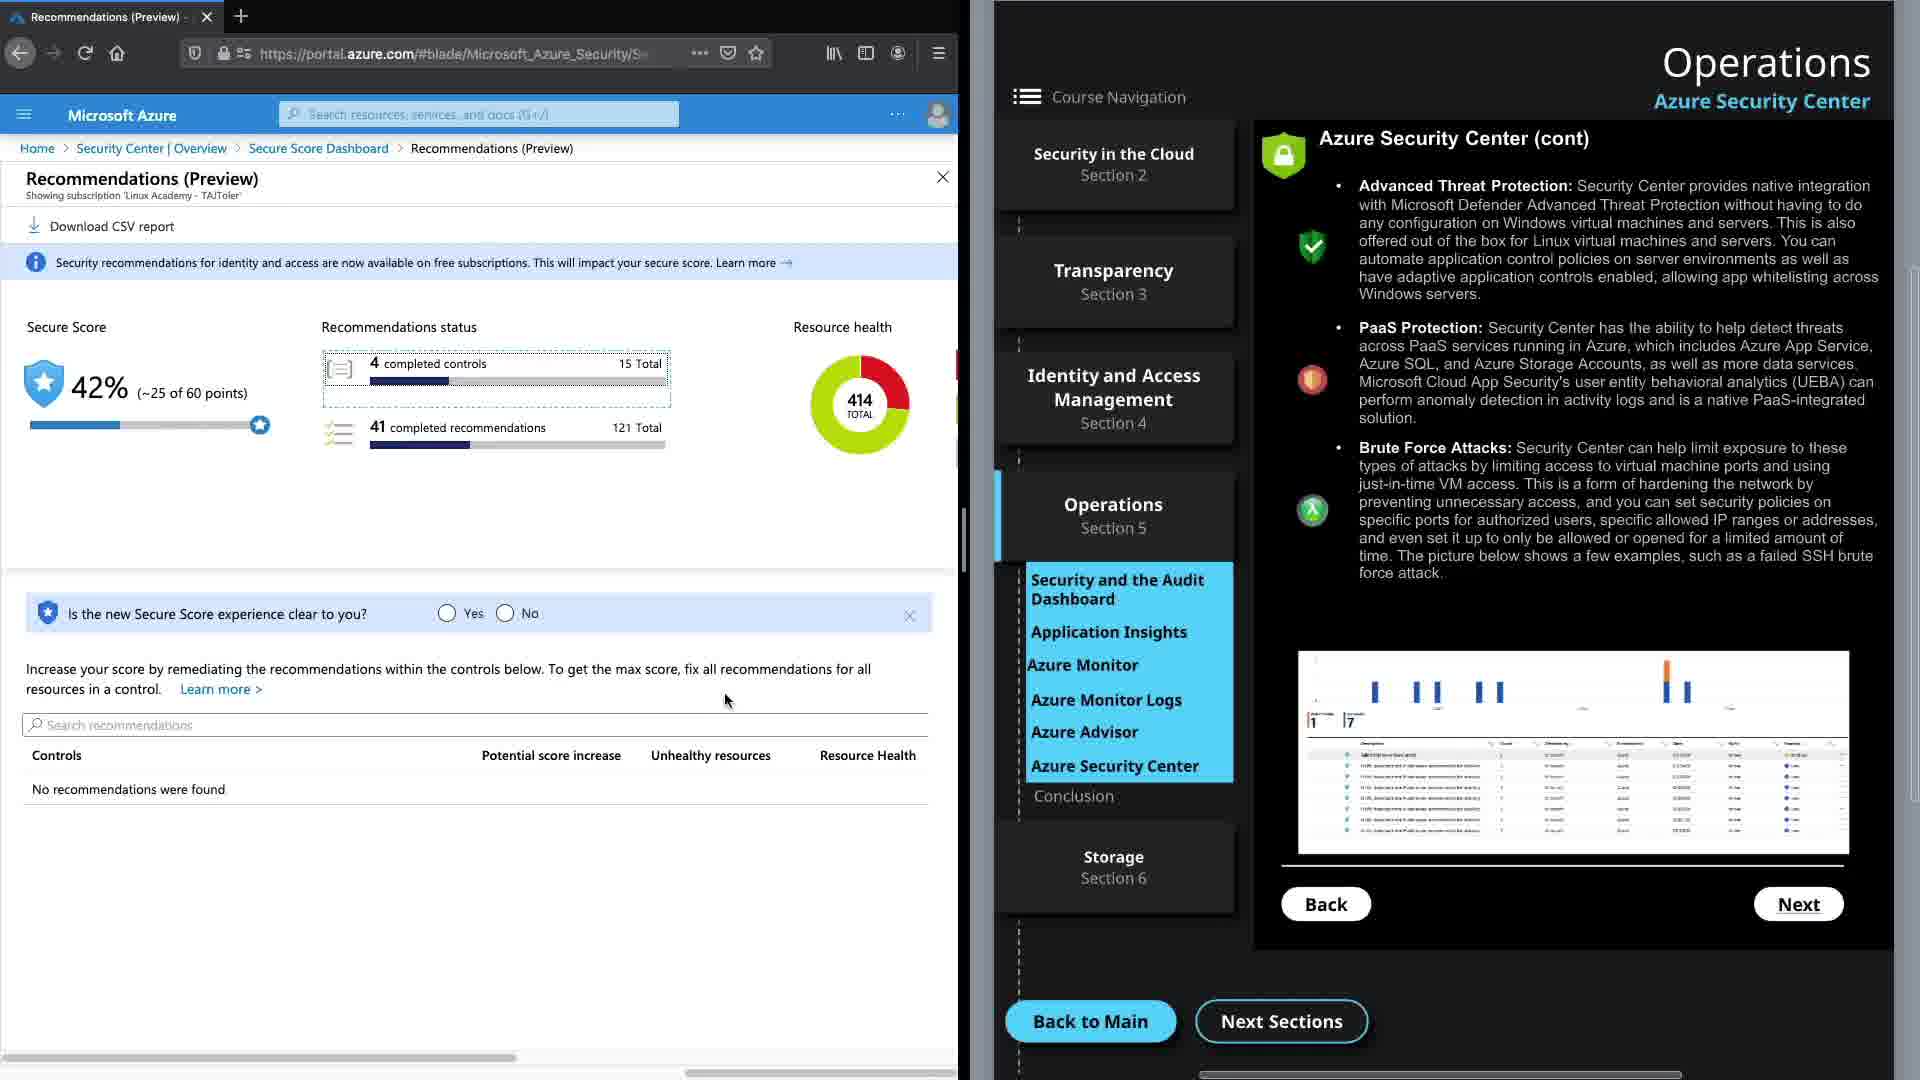 Recommendations (Preview) -
https://portal.azure.com/#blade/Microsoft_Azure_Security/S
Microsoft Azure
Search resources, services, and docs (G+/)
Home > Security Center | Overview > Secure Score Dashboard > Recommendations (Preview)
Recommendations (Preview)
Showing subscription 'Linux Academy - TAJToler'
Download CSV report
Security recommendations for identity and access are now available on free subscriptions. This will impact your secure score. Learn more →
Secure Score
Recommendations status
Resource health
42% (~25 of 60 points)
4 completed controls 15 Total
41 completed recommendations 121 Total
414
TOTAL
Is the new Secure Score experience clear to you? Yes No
Increase your score by remediating the recommendations within the controls below. To get the max score, fix all recommendations for all
resources in a control. Learn more >
Search recommendations
Controls Potential score increase Unhealthy resources Resource Health
No recommendations were found
Operations
Azure Security Center
Course Navigation
Security in the Cloud
Section 2
Transparency
Section 3
Identity and Access
Management
Section 4
Operations
Section 5
Security and the Audit
Dashboard
Application Insights
Azure Monitor
Azure Monitor Logs
Azure Advisor
Azure Security Center
Conclusion
Storage
Section 6
Azure Security Center (cont)
• Advanced Threat Protection: Security Center provides native integration
with Microsoft Defender Advanced Threat Protection without having to do
any configuration on Windows virtual machines and servers. This is also
offered out of the box for Linux virtual machines and servers. You can
automate application control policies on server environments as well as
have adaptive application controls enabled, allowing app whitelisting across
Windows servers.
• PaaS Protection: Security Center has the ability to help detect threats
across PaaS services running in Azure, which includes Azure App Service,
Azure SQL, and Azure Storage Accounts, as well as more data services.
Microsoft Cloud App Security's user entity behavioral analytics (UEBA) can
perform anomaly detection in activity logs and is a native PaaS-integrated
solution.
• Brute Force Attacks: Security Center can help limit exposure to these
types of attacks by limiting access to virtual machine ports and using
just-in-time VM access. This is a form of hardening the network by
preventing unnecessary access, and you can set security policies on
specific ports for authorized users, specific allowed IP ranges or addresses,
and even set it up to only be allowed or opened for a limited amount of
time. The picture below shows a few examples, such as a failed SSH brute
force attack.
1 7
Back
Next
Back to Main
Next Sections